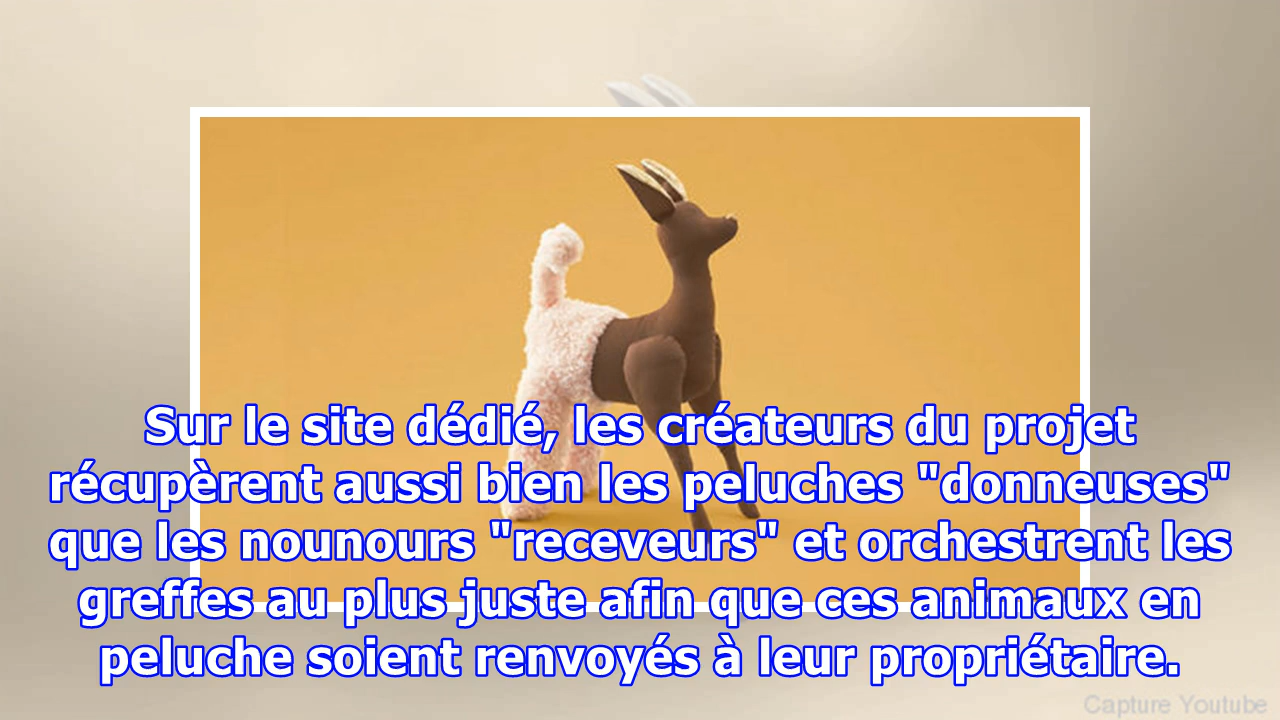 Sur le site dédié, les créateurs du projet
récupèrent aussi bien les peluches "donneuses"
que les nounours "receveurs" et orchestrent les
greffes au plus juste afin que ces animaux en
peluche soient renvoyés à leur propriétaire.
Capture Youtube